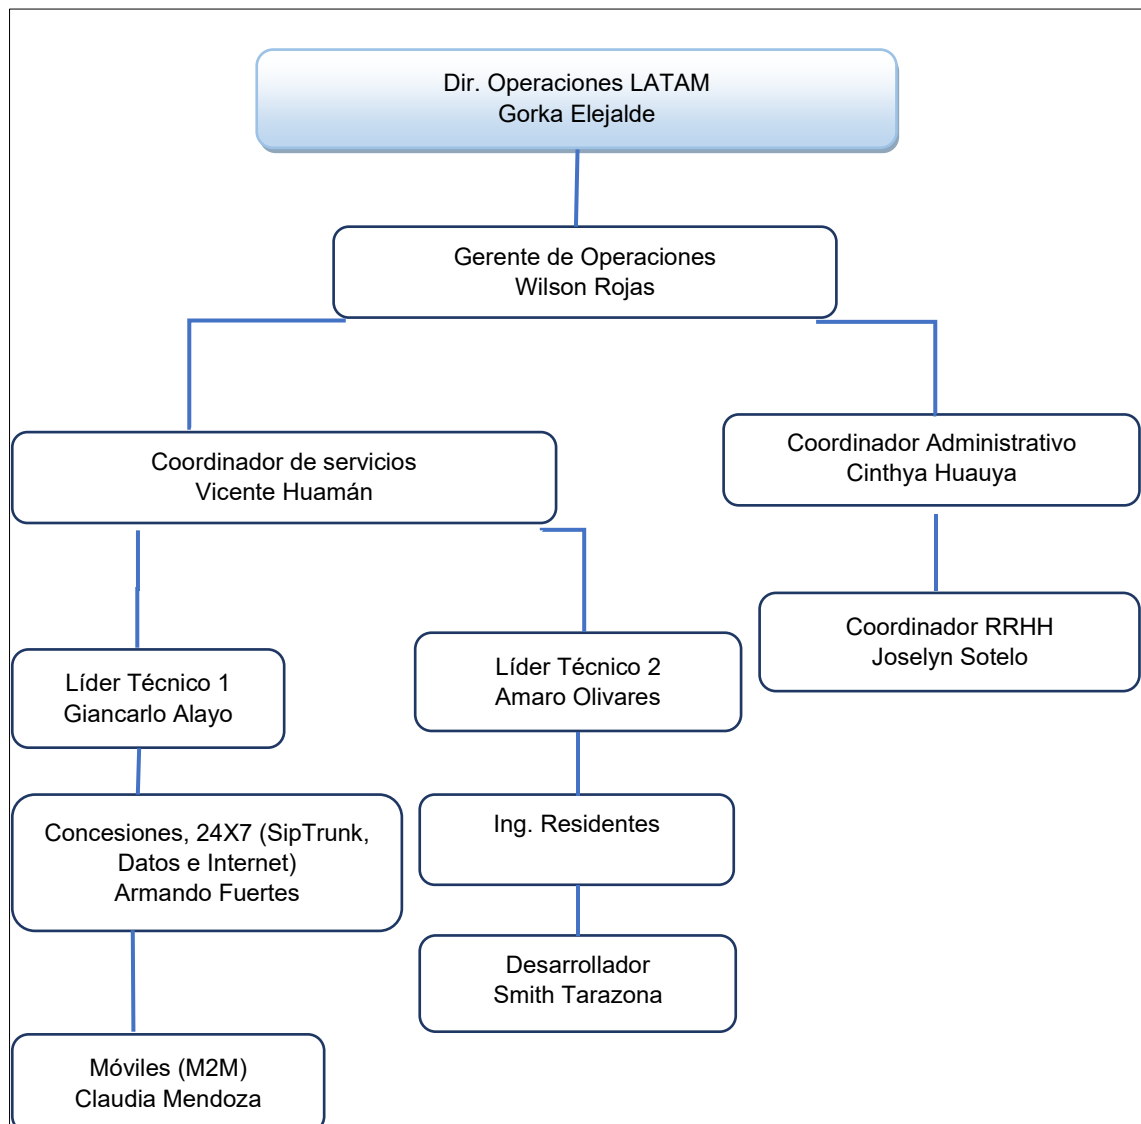 Dir. Operaciones LATAM
Gorka Elejalde
Gerente de Operaciones
Wilson Rojas
Coordinador de servicios
Vicente Huamán
Coordinador Administrativo
Cinthya Huauya
Coordinador RRHH
Joselyn Sotelo
Líder Técnico 1
Giancarlo Alayo
Líder Técnico 2
Amaro Olivares
Concesiones, 24X7 (SipTrunk,
Datos e Internet)
Armando Fuertes
Ing. Residentes
Desarrollador
Smith Tarazona
Móviles (M2M)
Claudia Mendoza